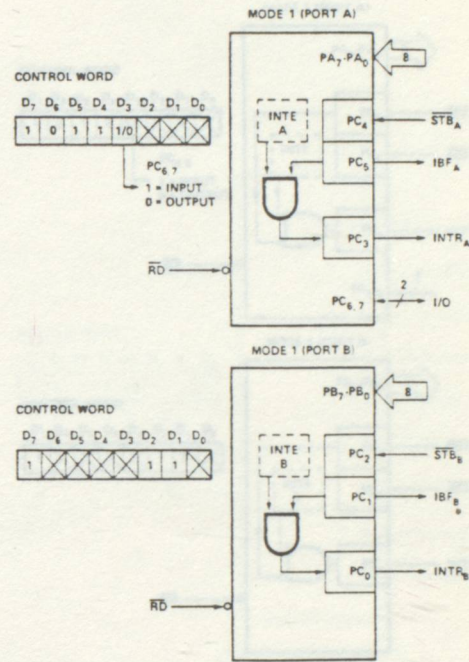 MODE 1 (PORT A)
PA7-PA0
8
CONTROL WORD
D7 D6 D5 D4 D3 D2 D1 D0
1 0 1 1 1/0
PC6,7
1 = INPUT
0 = OUTPUT
INTE
A
PC4
STBA
PC5
IBFA
PC3
INTRA
RD
PC6,7
2
I/O
MODE 1 (PORT B)
PB7-PB0
8
CONTROL WORD
D7 D6 D5 D4 D3 D2 D1 D0
1 1 1
INTE
B
PC2
STBB
PC1
IBFB
PC0
INTRB
RD